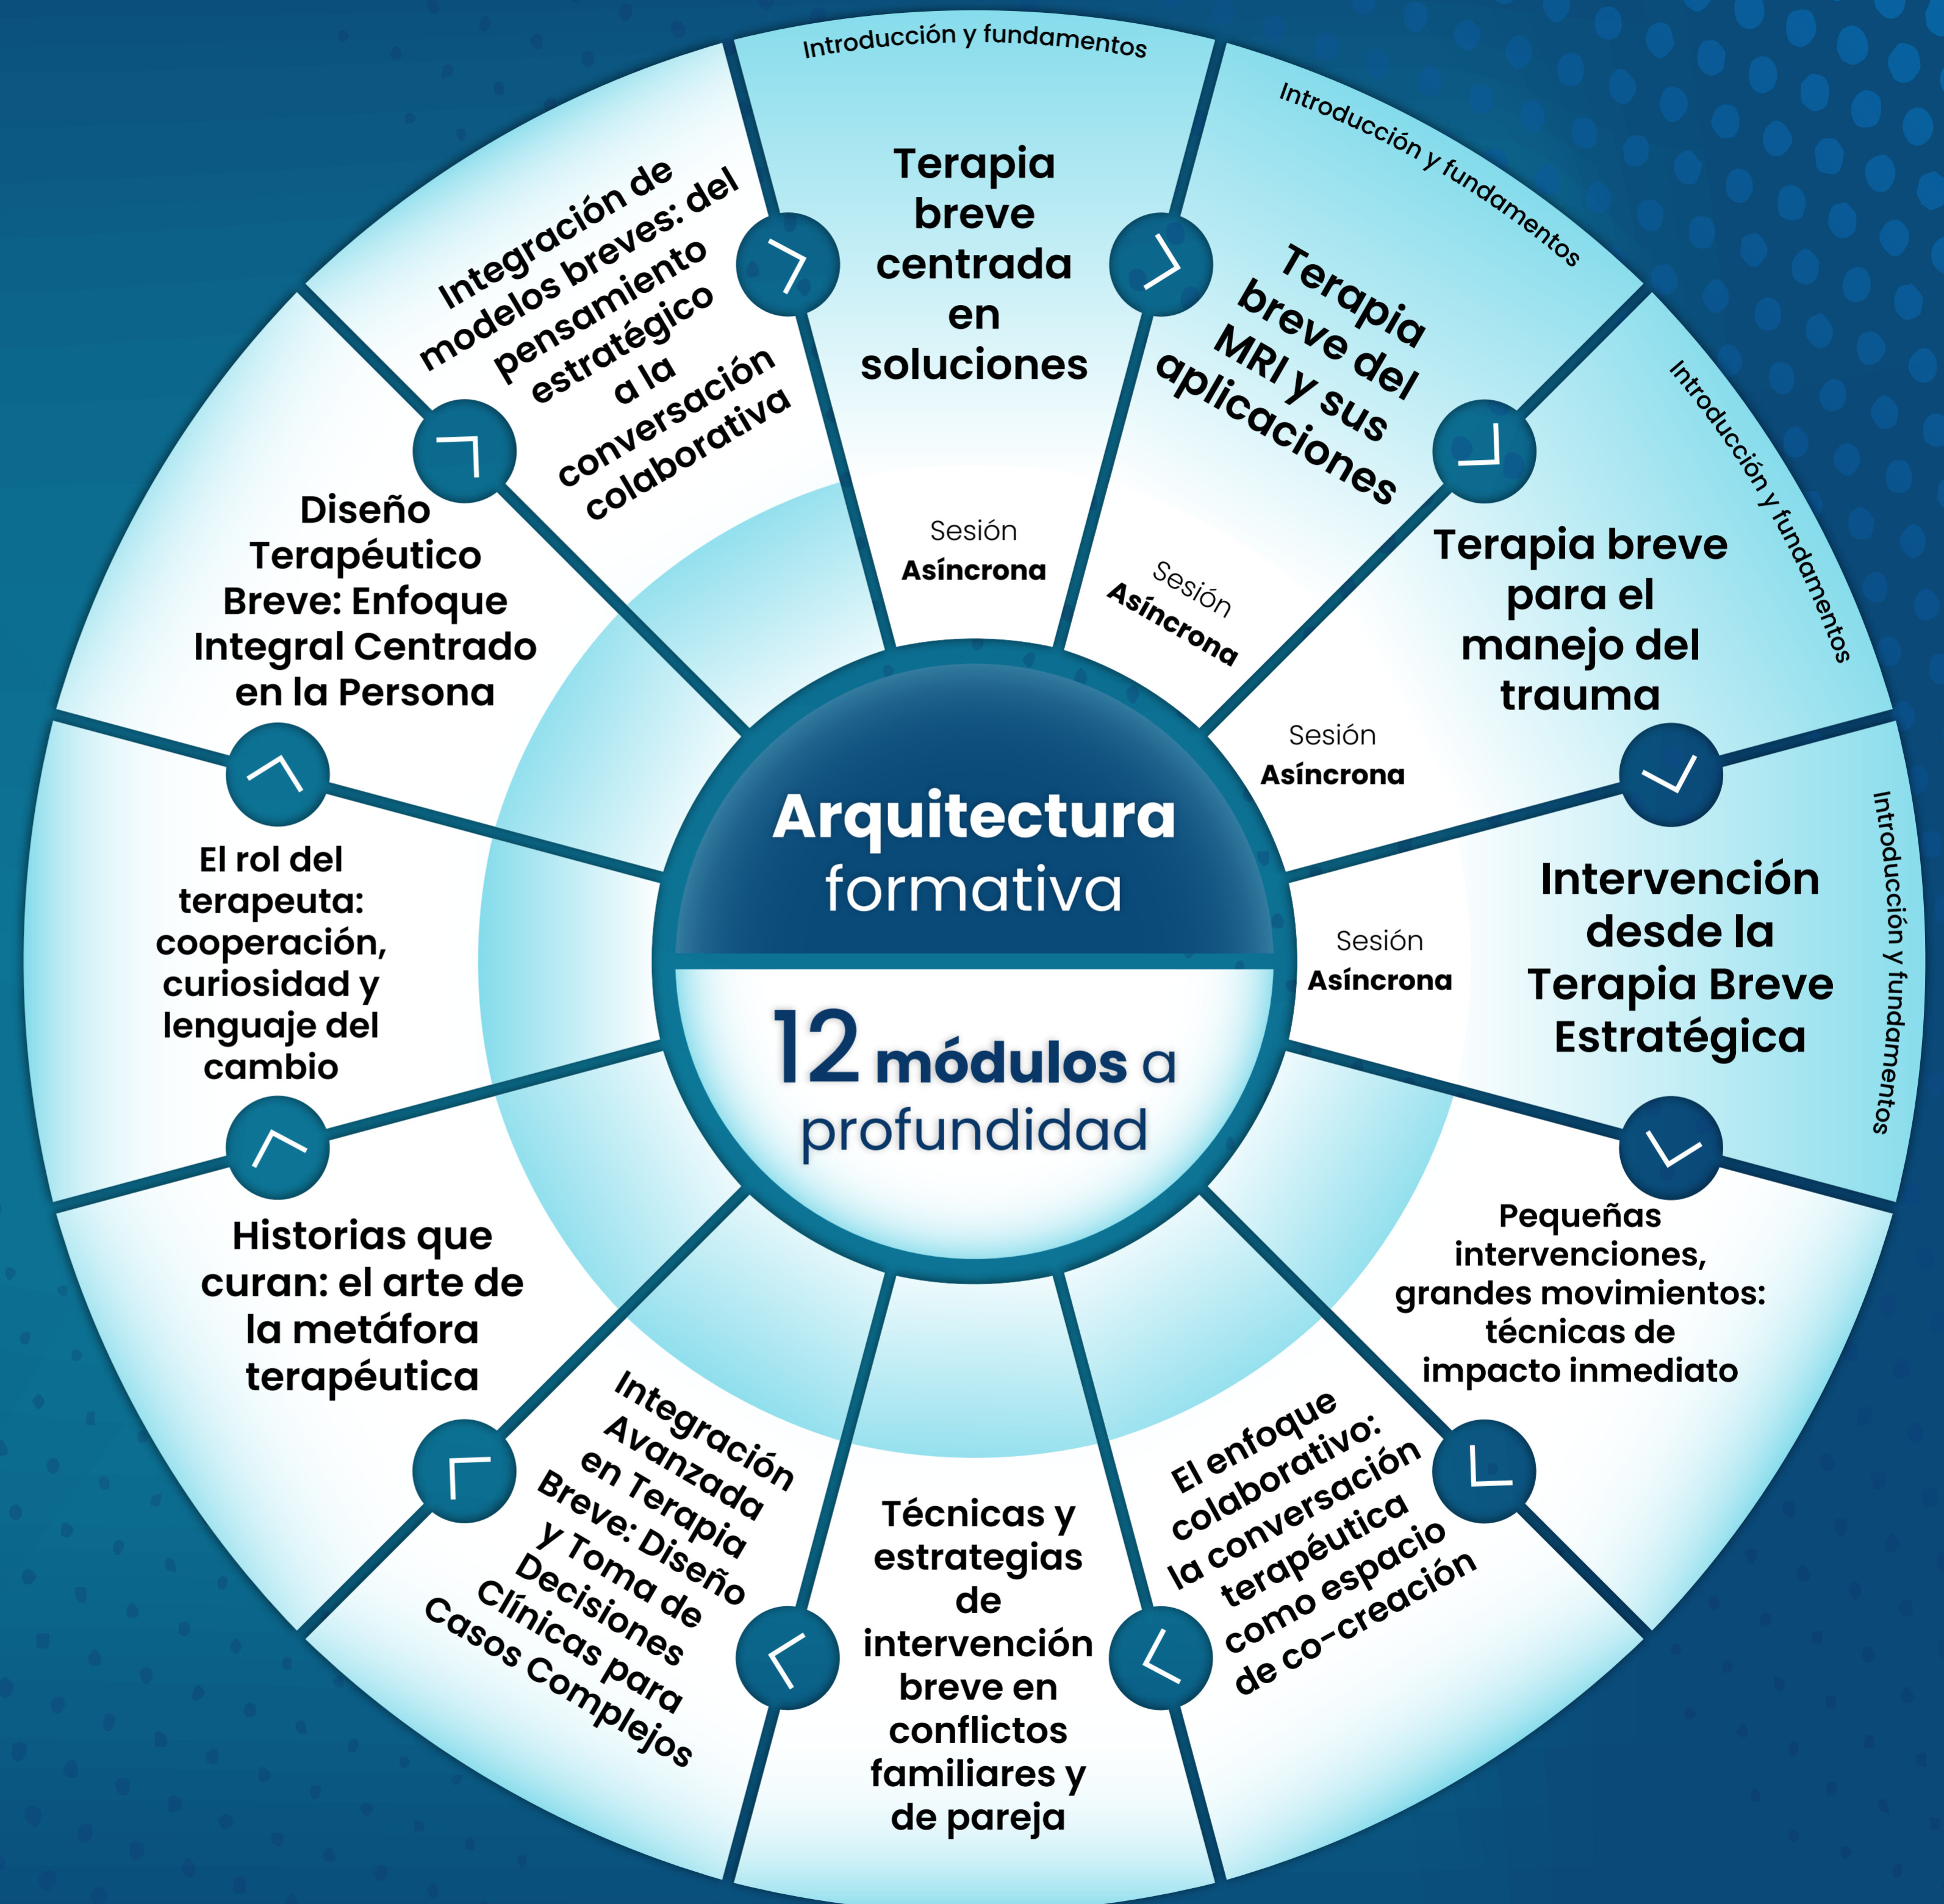 Arquitectura
formativa
12 módulos a
profundidad
Introducción y fundamentos
Terapia
breve
centrada
en
soluciones
Sesión
Asíncrona
Introducción y fundamentos
Terapia
breve del
MRI y sus
aplicaciones
Sesión
Asíncrona
Introducción y fundamentos
Terapia breve
para el
manejo del
trauma
Sesión
Asíncrona
Introducción y fundamentos
Intervención
desde la
Terapia Breve
Estratégica
Sesión
Asíncrona
Pequeñas
intervenciones,
grandes movimientos:
técnicas de
impacto inmediato
El enfoque
colaborativo:
la conversación
terapéutica
como espacio
de co-creación
Técnicas y
estrategias
de
intervención
breve en
conflictos
familiares y
de pareja
Integración
Avanzada
en Terapia
Breve: Diseño
y Toma de
Decisiones
Clínicas para
Casos Complejos
Historias que
curan: el arte de
la metáfora
terapéutica
El rol del
terapeuta:
cooperación,
curiosidad y
lenguaje del
cambio
Diseño
Terapéutico
Breve: Enfoque
Integral Centrado
en la Persona
Integración de
modelos breves: del
pensamiento
estratégico
a la
conversación
colaborativa